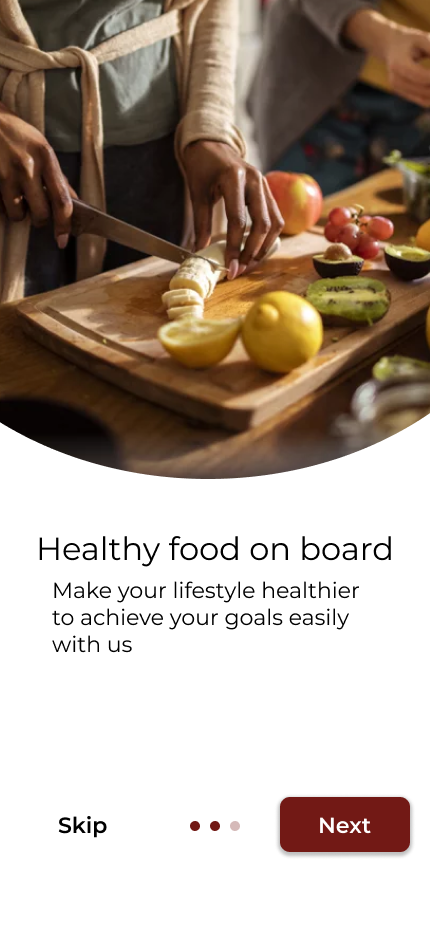 Healthy food on board
Make your lifestyle healthier
to achieve your goals easily
with us
Skip
Next